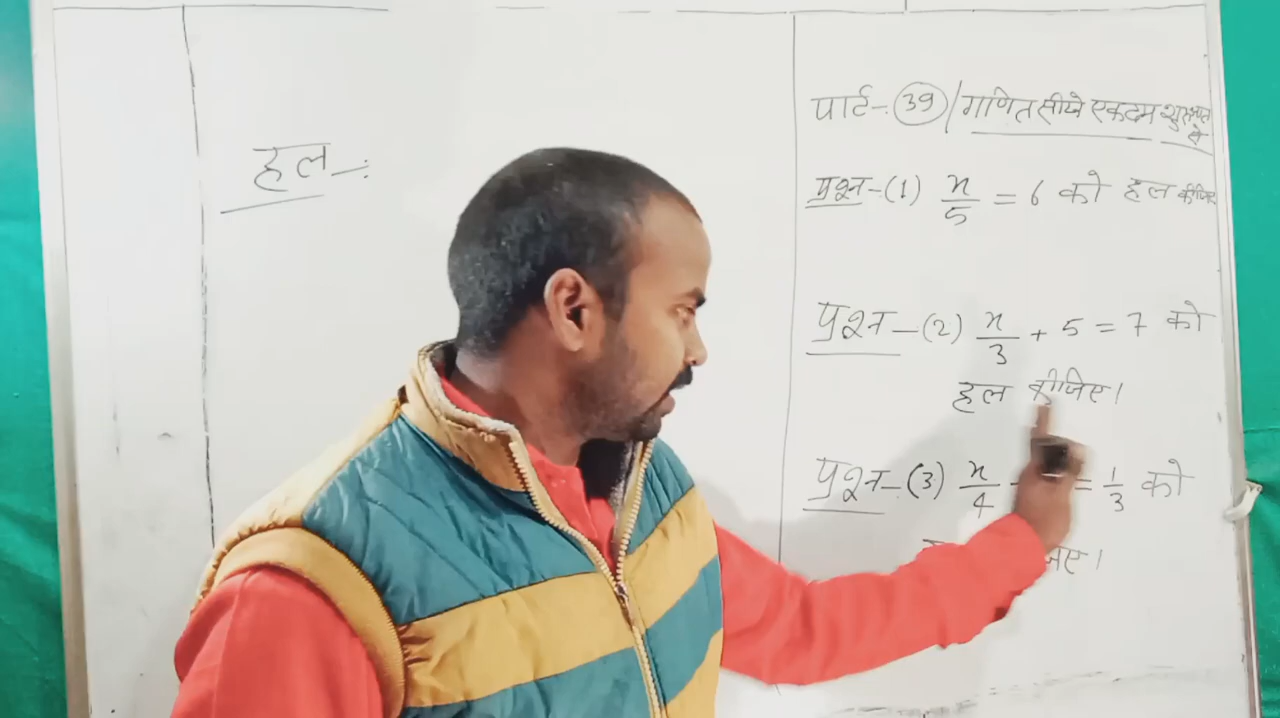 हल -:
पार्ट-. 39 / गणित सीखे एकदम शुरुआत से
प्रश्न-(1) x/5 = 6 को हल कीजिए
प्रश्न-(2) x/3 + 5 = 7 को
हल कीजिए।
प्रश्न-.(3) x/4 = 1/3 को